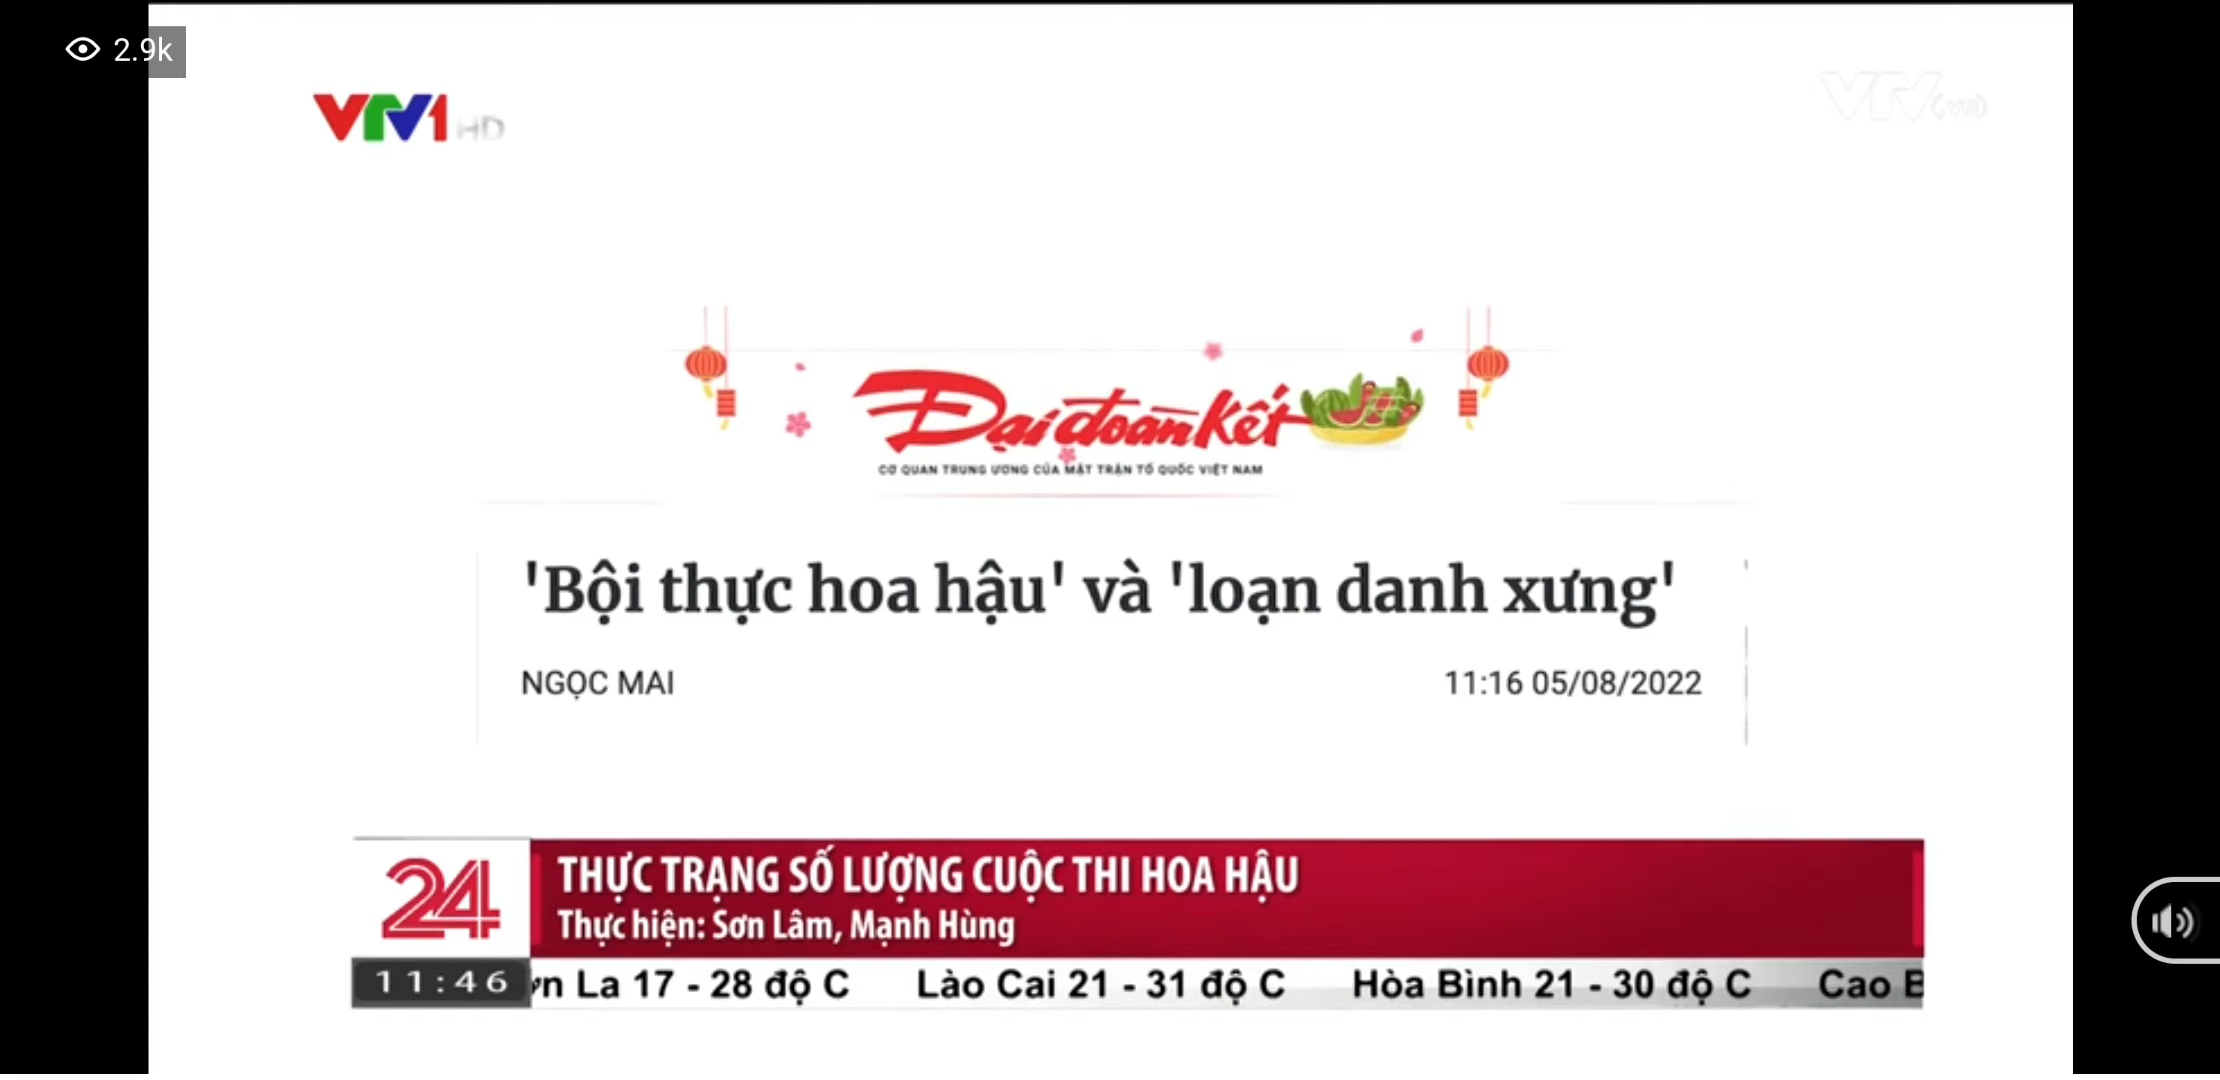 2.9k
VTV1 HD
VTV
Đại đoàn kết
CƠ QUAN TRUNG ƯƠNG CỦA MẶT TRẬN TỔ QUỐC VIỆT NAM
'Bội thực hoa hậu' và 'loạn danh xưng'
NGỌC MAI 11:16 05/08/2022
24
THỰC TRẠNG SỐ LƯỢNG CUỘC THI HOA HẬU
Thực hiện: Sơn Lâm, Mạnh Hùng
11:46 ơn La 17 - 28 độ C Lào Cai 21 - 31 độ C Hòa Bình 21 - 30 độ C Cao B